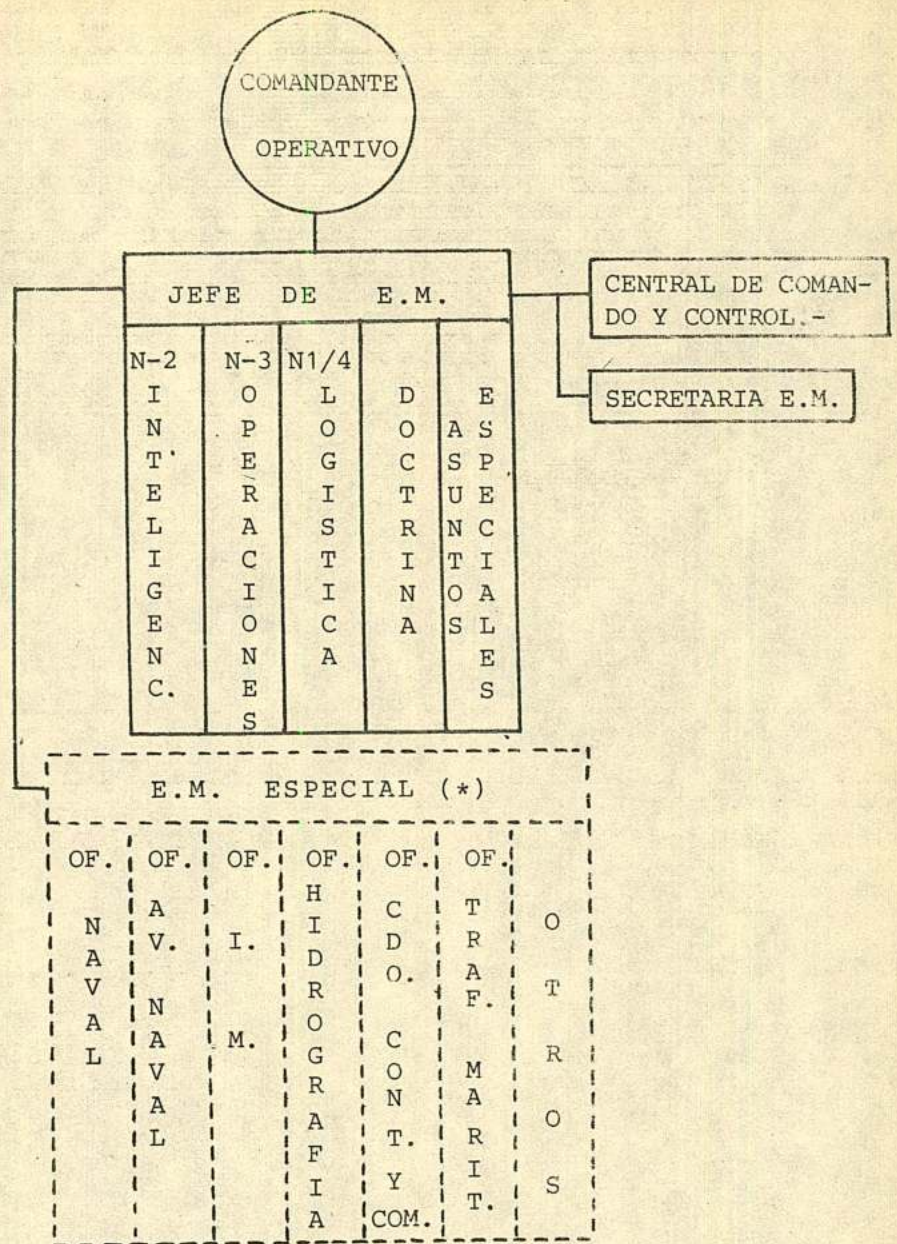 COMANDANTE
OPERATIVO
JEFE DE E.M.
CENTRAL DE COMAN-
DO Y CONTROL.-
SECRETARIA E.M.
N-2 INTELIGENC.
N-3 OPERACIONES
N1/4 LOGISTICA
DOCTRINA
ASUNTOS ESPECIALES
E.M. ESPECIAL (*)
OF. NAVAL
OF. AV. NAVAL
OF. I. M.
OF. HIDROGRAFIA
OF. CDO. CONT. Y COM.
OF. TRAF. MARIT.
OTROS